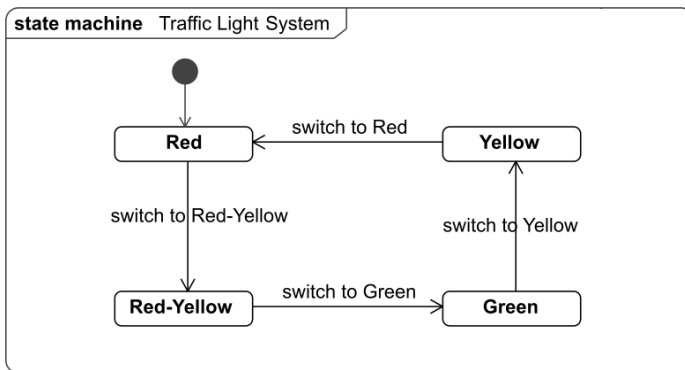 state machine Traffic Light System
switch to Red
Red
Yellow
switch to Red-Yellow
switch to Yellow
switch to Green
Red-Yellow
Green